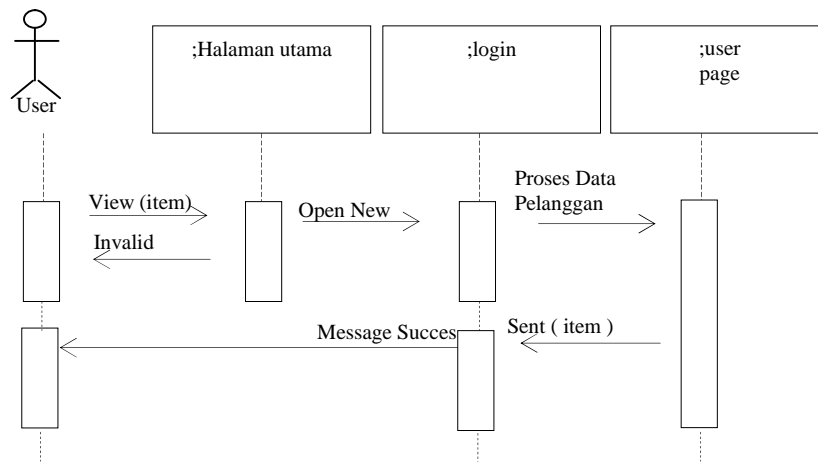 ;Halaman utama
;login
;user
page
User
View (item)
Open New
Proses Data
Pelanggan
Invalid
Message Succes
Sent ( item )